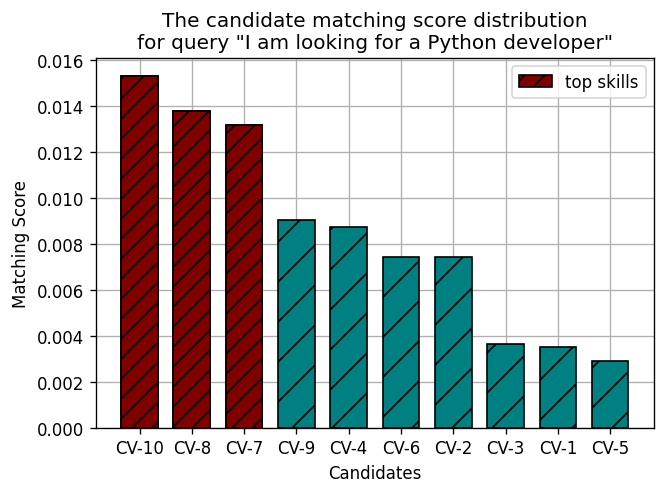 The candidate matching score distribution
for query "I am looking for a Python developer"
top skills
Matching Score
0.016
0.014
0.012
0.010
0.008
0.006
0.004
0.002
0.000
CV-10 CV-8 CV-7 CV-9 CV-4 CV-6 CV-2 CV-3 CV-1 CV-5
Candidates